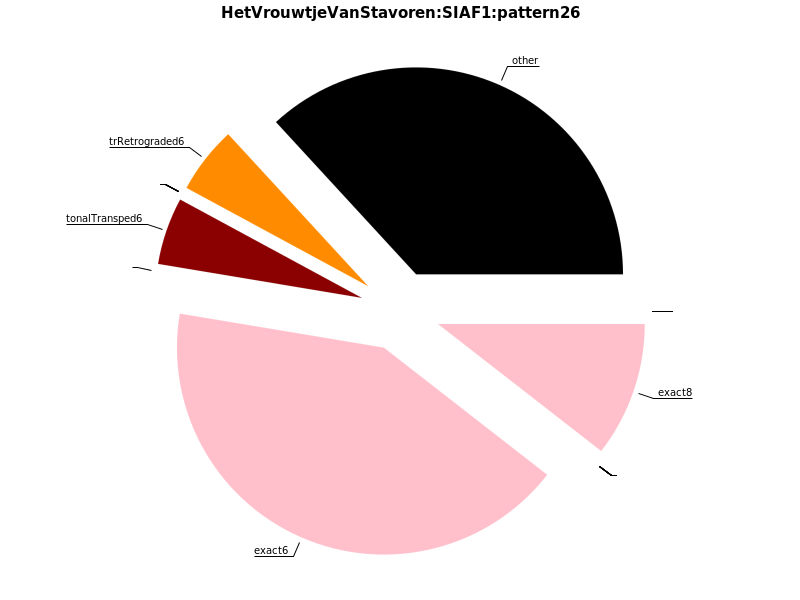 HetVrouwtjeVanStavoren:SIAF1:pattern26
other
trRetrograded6
tonalTransped6
exact8
exact6